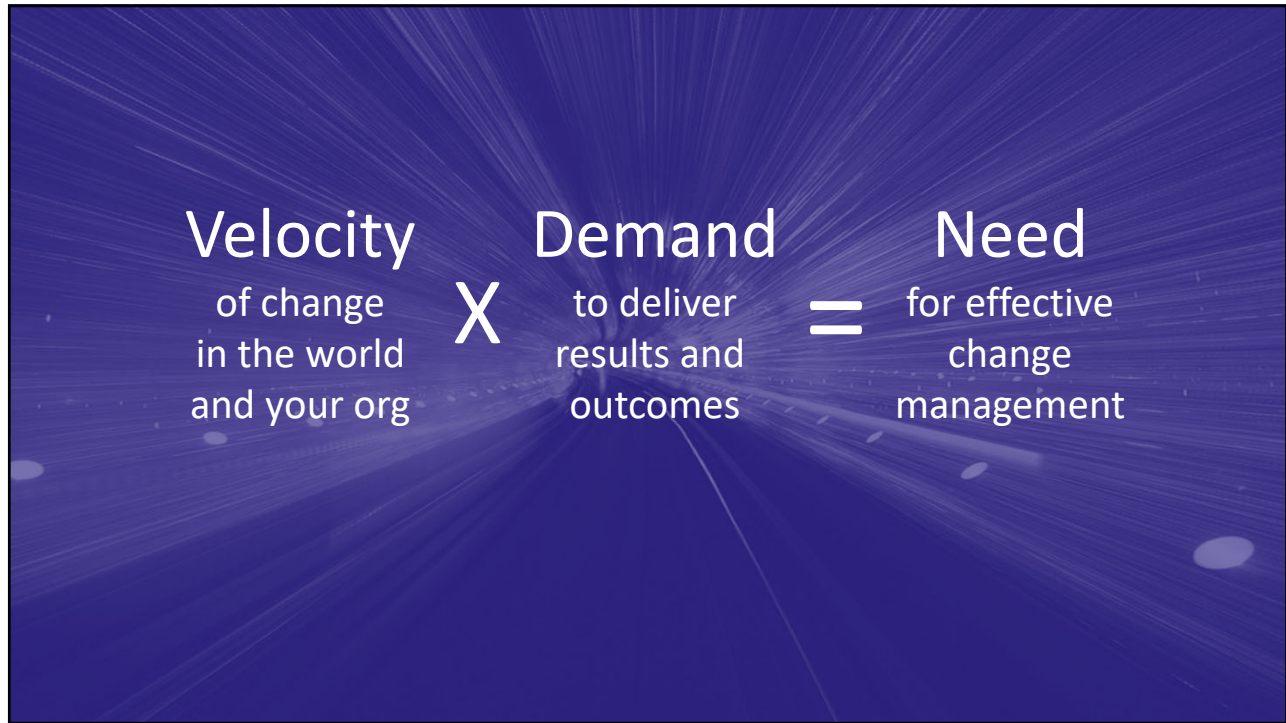 Velocity
of change
in the world
and your org
X
Demand
to deliver
results and
outcomes
=
Need
for effective
change
management